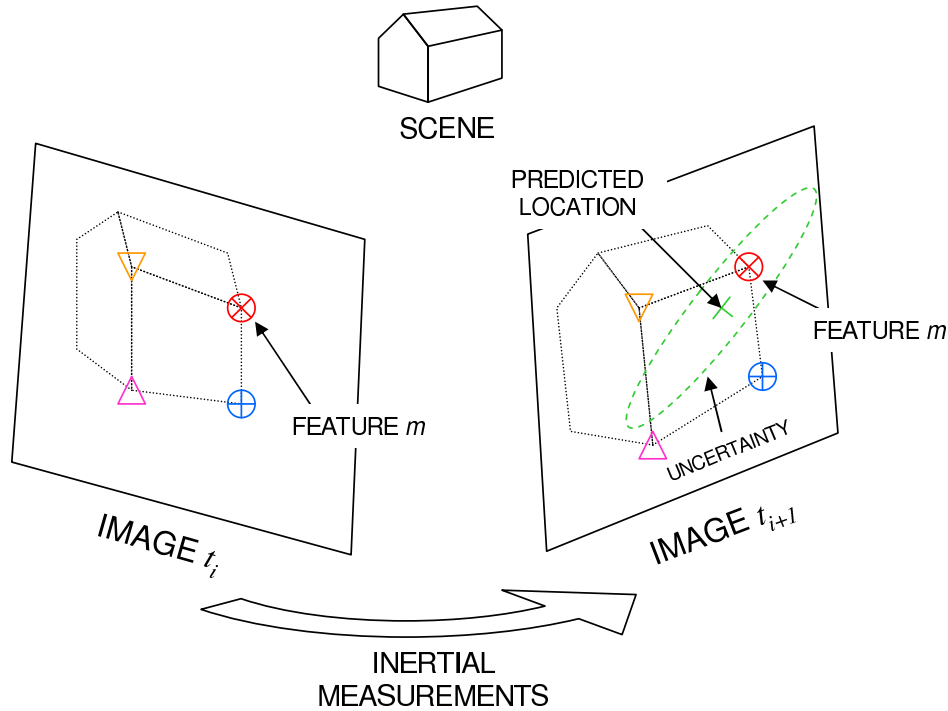 SCENE
PREDICTED
LOCATION
FEATURE m
FEATURE m
UNCERTAINTY
IMAGE tᵢ
IMAGE tᵢ₊₁
INERTIAL
MEASUREMENTS